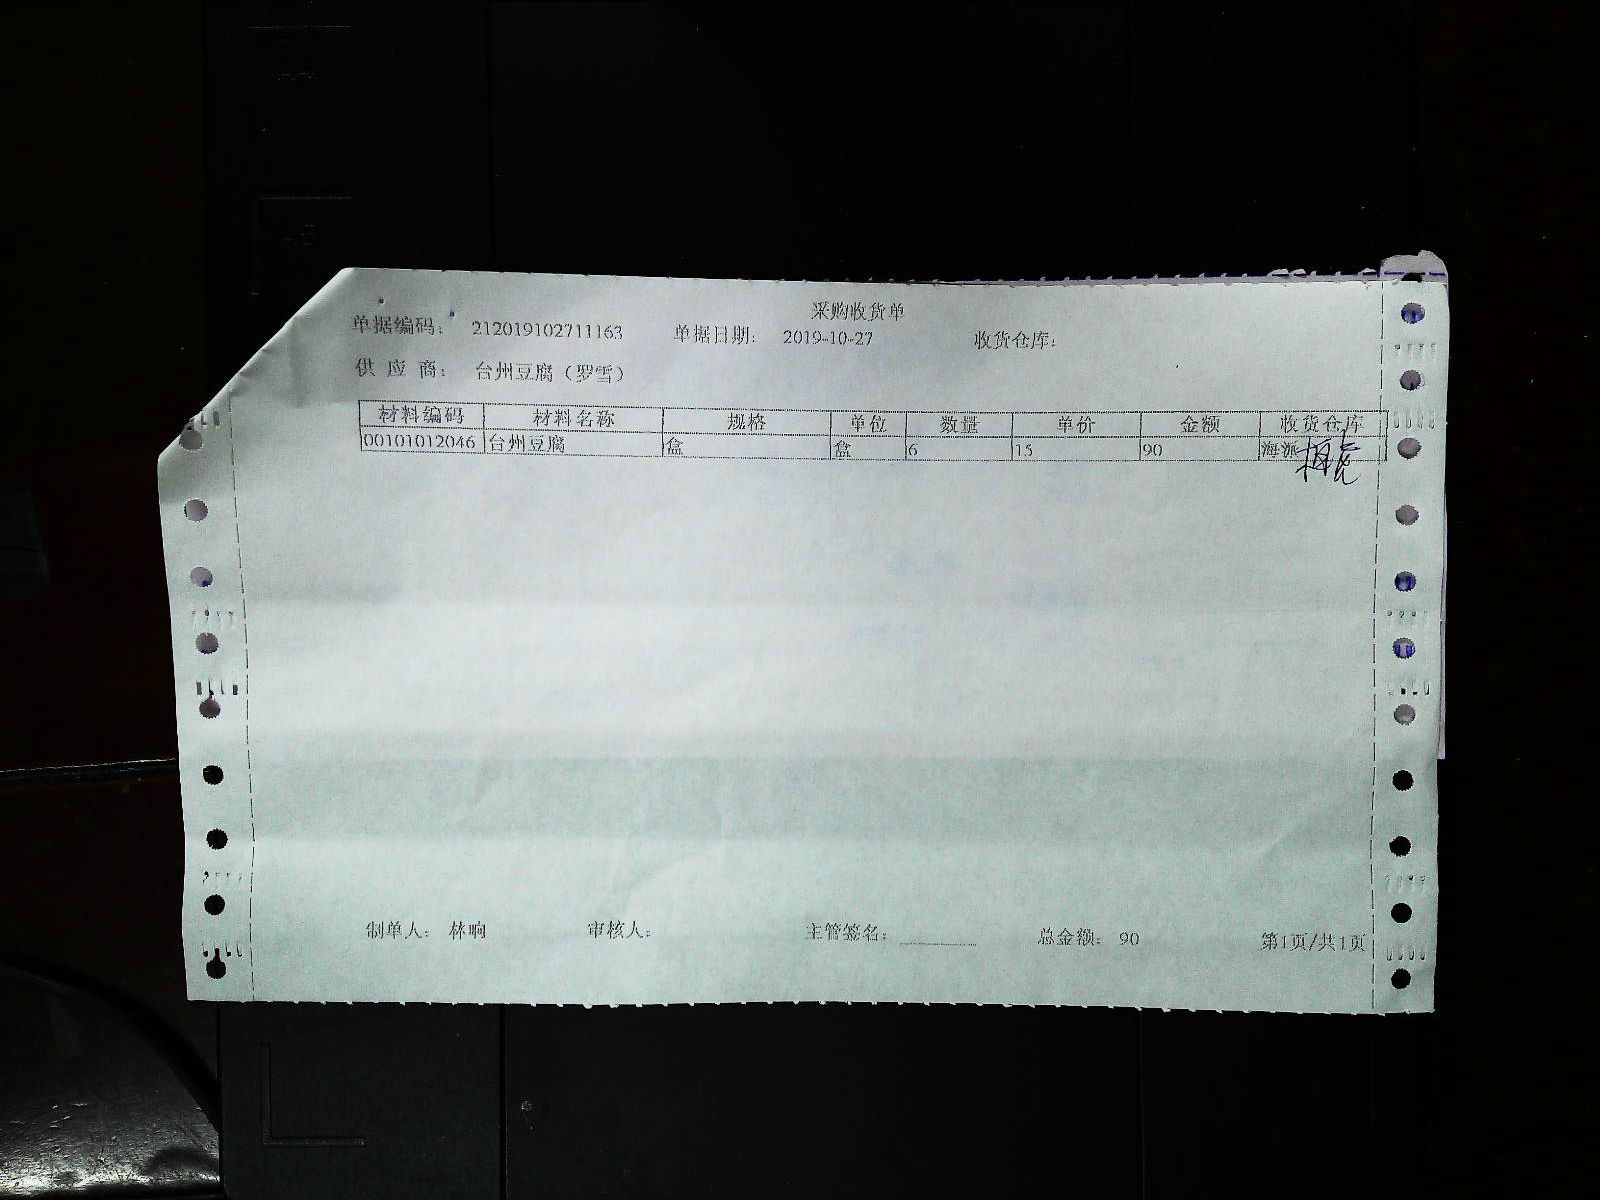 采购收货单
单据编码： 212019102711163 单据日期： 2019-10-27 收货仓库：
供 应 商： 台州豆腐（罗雪）
材料编码 材料名称 规格 单位 数量 单价 金额 收货仓库
00101012046 台州豆腐 盒 盒 6 15 90 海派
制单人： 林响 审核人： 主管签名： 总金额： 90 第1页/共1页